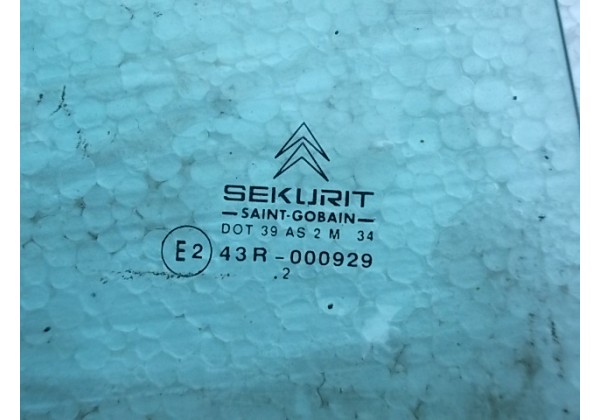 SEKURIT
SAINT-GOBAIN
DOT 39 AS 2 M 34
E2 43R-000929
.2